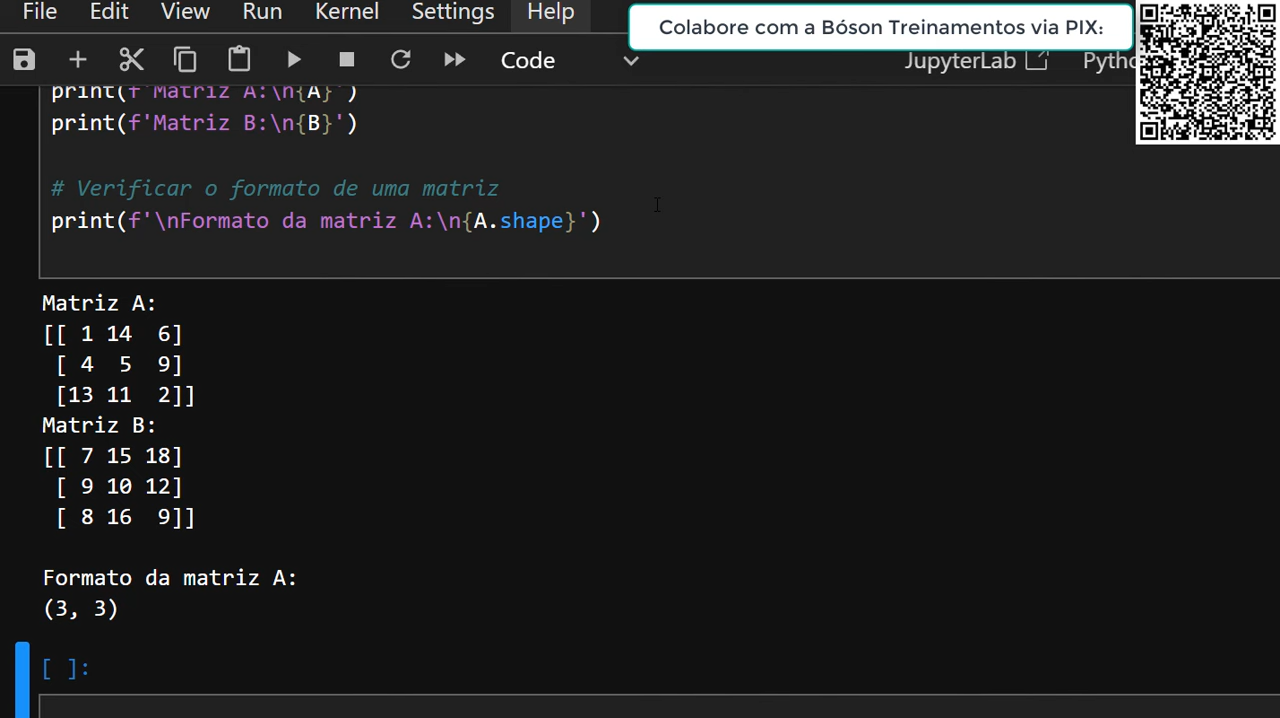 File Edit View Run Kernel Settings Help
Colabore com a Bóson Treinamentos via PIX:
Code
JupyterLab
print(f'Matriz A:\n{A}')
print(f'Matriz B:\n{B}')
# Verificar o formato de uma matriz
print(f'\nFormato da matriz A:\n{A.shape}')
Matriz A:
[[ 1 14  6]
 [ 4  5  9]
 [13 11  2]]
Matriz B:
[[ 7 15 18]
 [ 9 10 12]
 [ 8 16  9]]
Formato da matriz A:
(3, 3)
[ ]: